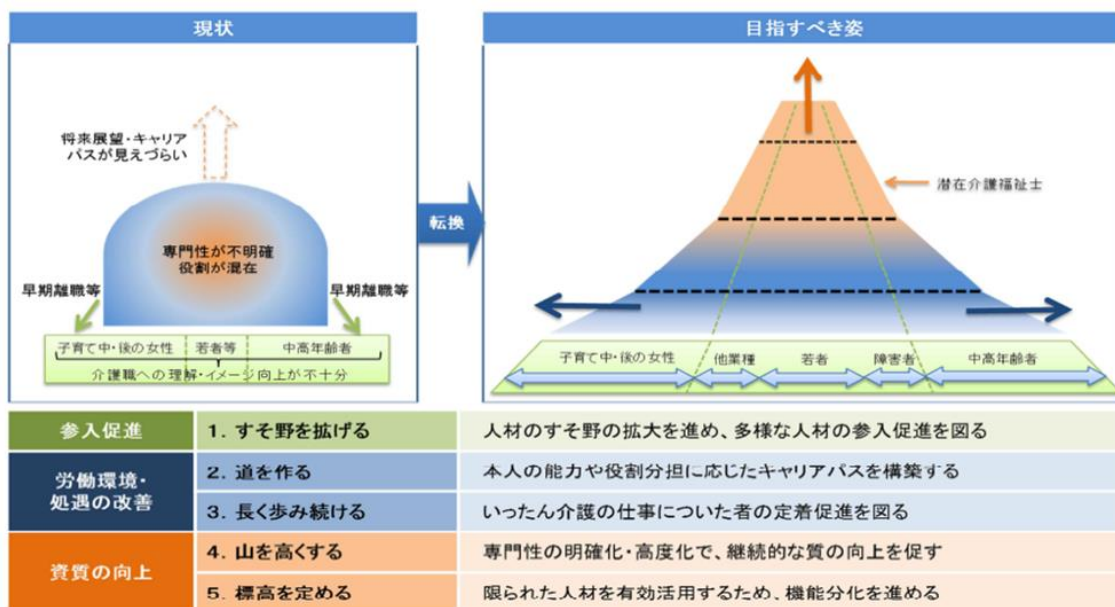 現状
将来展望・キャリア
パスが見えづらい
専門性が不明確
役割が混在
早期離職等
早期離職等
子育て中・後の女性
若者等
中高年齢者
介護職への理解・イメージ向上が不十分
転換
目指すべき姿
潜在介護福祉士
子育て中・後の女性
他業種
若者
障害者
中高年齢者
参入促進
1. すそ野を拡げる
人材のすそ野の拡大を進め、多様な人材の参入促進を図る
労働環境・
処遇の改善
2. 道を作る
本人の能力や役割分担に応じたキャリアパスを構築する
3. 長く歩み続ける
いったん介護の仕事についた者の定着促進を図る
資質の向上
4. 山を高くする
専門性の明確化・高度化で、継続的な質の向上を促す
5. 標高を定める
限られた人材を有効活用するため、機能分化を進める